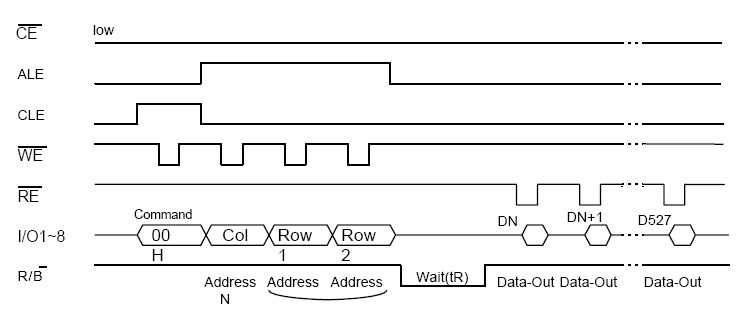 CE low
ALE
CLE
WE
RE
Command
DN DN+1 D527
I/O1~8 00 Col Row Row
H 1 2
R/B Wait(tR)
Address Address Address Data-Out Data-Out Data-Out
N